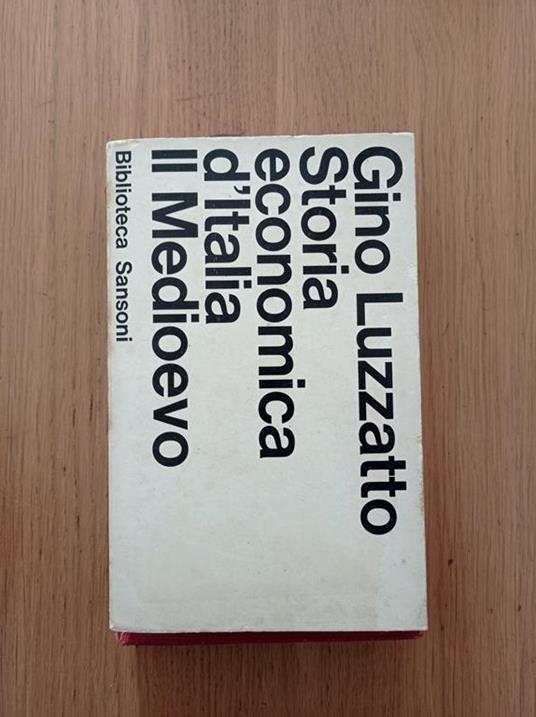 Gino Luzzatto
Storia
economica
d'Italia
Il Medioevo
Biblioteca Sansoni